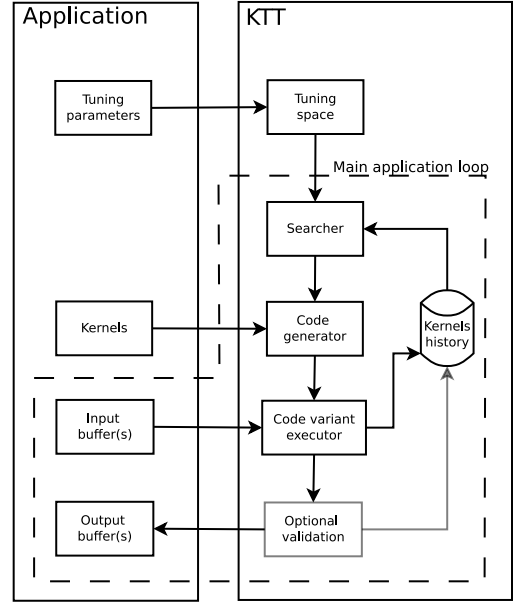 Application
KTT
Tuning
parameters
Tuning
space
Main application loop
Searcher
Kernels
Code
generator
Kernels
history
Input
buffer(s)
Code variant
executor
Output
buffer(s)
Optional
validation